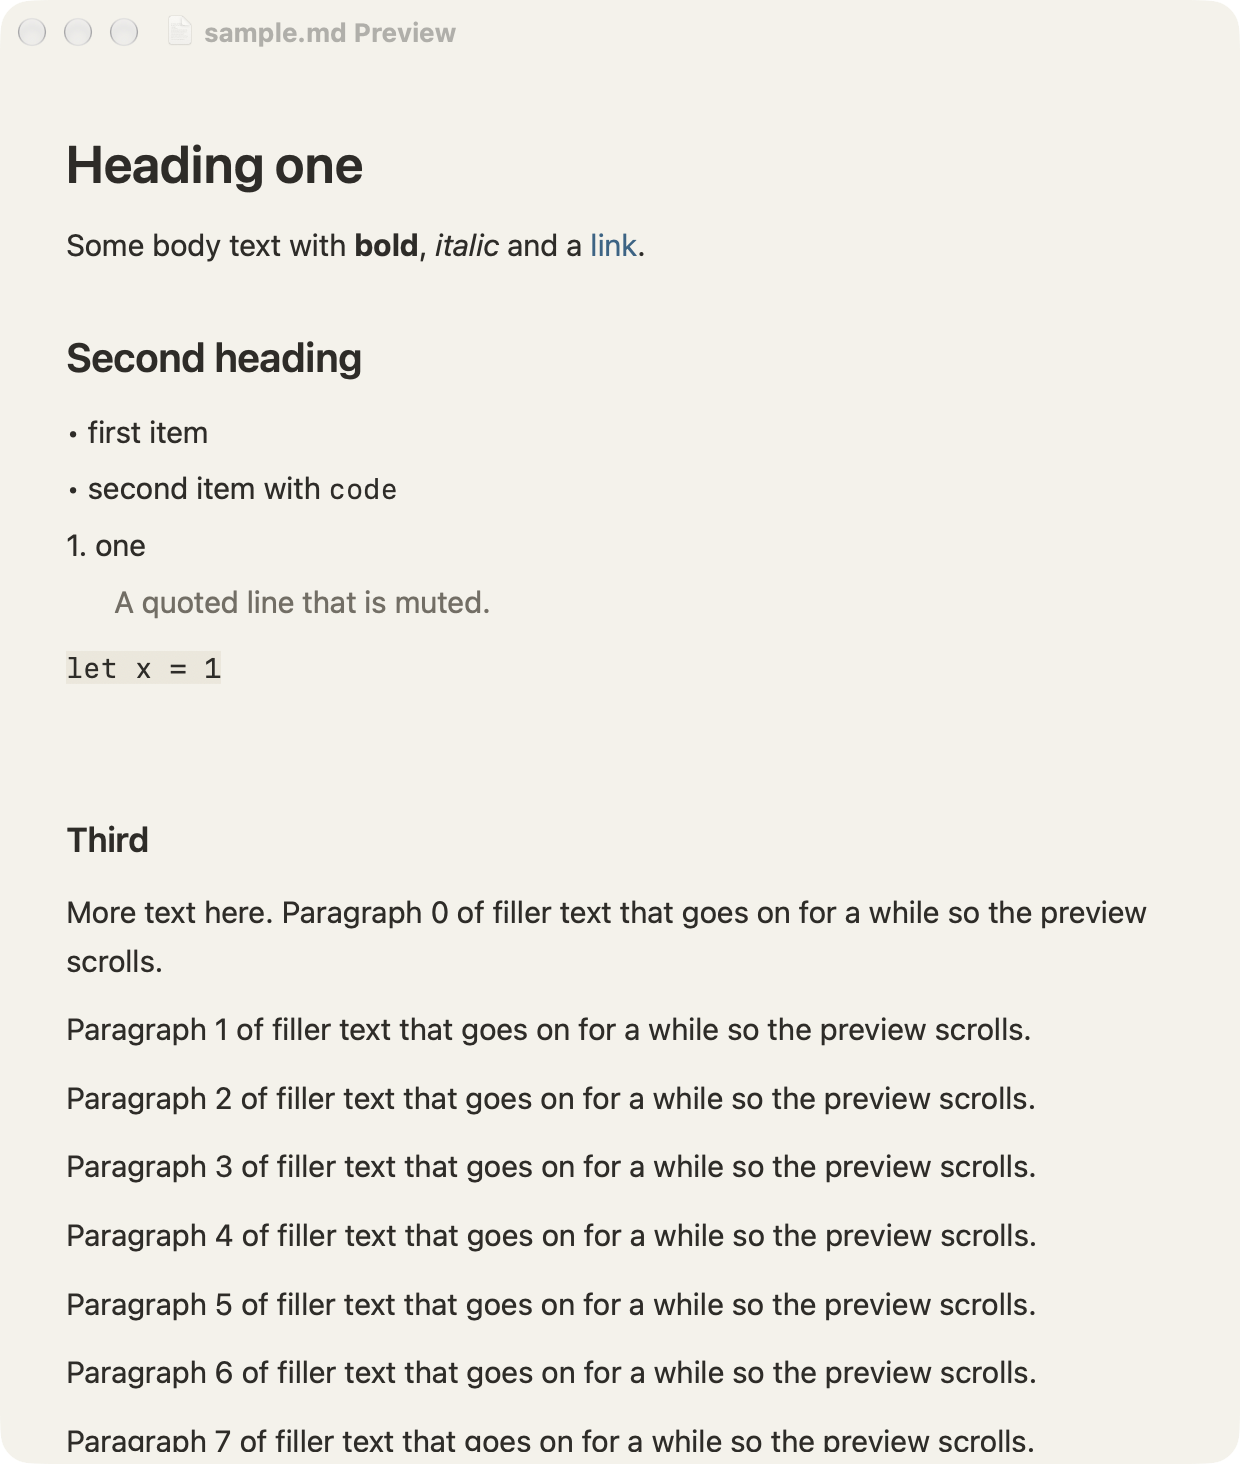 sample.md Preview
Heading one
Some body text with bold, italic and a link.
Second heading
• first item
• second item with code
1. one
A quoted line that is muted.
let x = 1
Third
More text here. Paragraph 0 of filler text that goes on for a while so the preview
scrolls.
Paragraph 1 of filler text that goes on for a while so the preview scrolls.
Paragraph 2 of filler text that goes on for a while so the preview scrolls.
Paragraph 3 of filler text that goes on for a while so the preview scrolls.
Paragraph 4 of filler text that goes on for a while so the preview scrolls.
Paragraph 5 of filler text that goes on for a while so the preview scrolls.
Paragraph 6 of filler text that goes on for a while so the preview scrolls.
Paragraph 7 of filler text that goes on for a while so the preview scrolls.